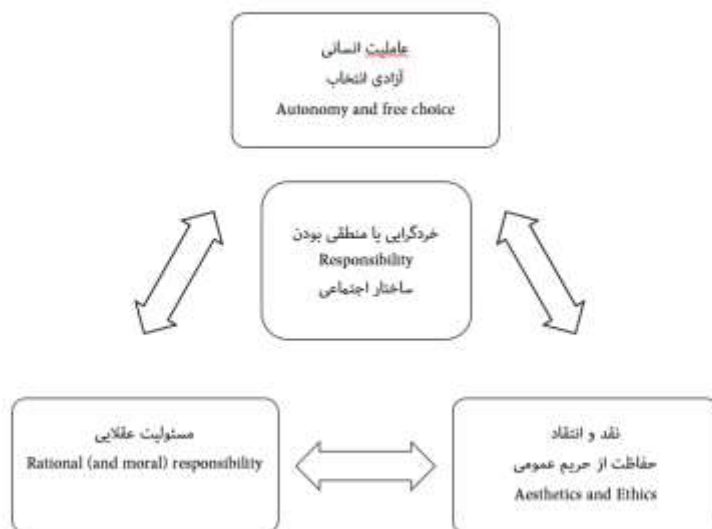 عاملیت انسانی
آزادی انتخاب
Autonomy and free choice
خردگرایی یا منطقی بودن
Responsibility
ساختار اجتماعی
مسئولیت عقلایی
Rational (and moral) responsibility
نقد و انتقاد
حفاظت از حریم عمومی
Aesthetics and Ethics